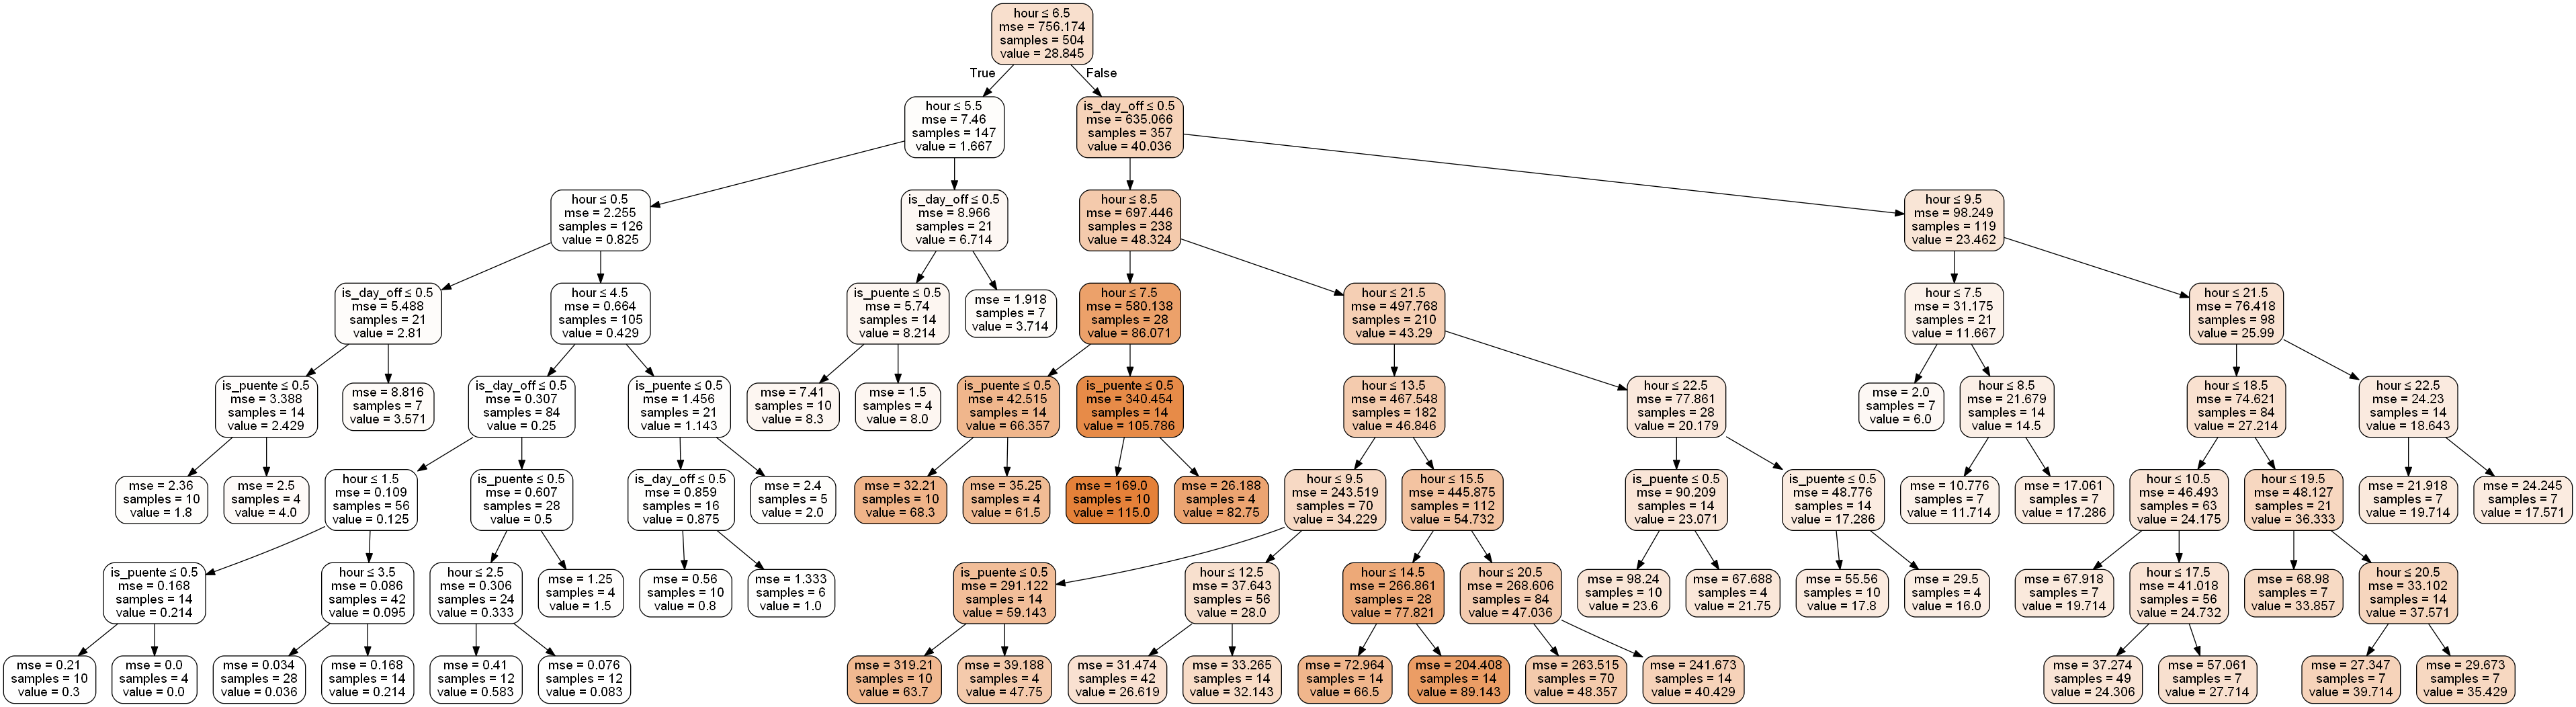 hour ≤ 6.5
mse = 756.174
samples = 504
value = 28.845
True
False
hour ≤ 5.5
mse = 7.46
samples = 147
value = 1.667
is_day_off ≤ 0.5
mse = 635.066
samples = 357
value = 40.036
hour ≤ 0.5
mse = 2.255
samples = 126
value = 0.825
is_day_off ≤ 0.5
mse = 8.966
samples = 21
value = 6.714
hour ≤ 8.5
mse = 697.446
samples = 238
value = 48.324
hour ≤ 9.5
mse = 98.249
samples = 119
value = 23.462
is_day_off ≤ 0.5
mse = 5.488
samples = 21
value = 2.81
hour ≤ 4.5
mse = 0.664
samples = 105
value = 0.429
is_puente ≤ 0.5
mse = 5.74
samples = 14
value = 8.214
mse = 1.918
samples = 7
value = 3.714
hour ≤ 7.5
mse = 580.138
samples = 28
value = 86.071
hour ≤ 21.5
mse = 497.768
samples = 210
value = 43.29
hour ≤ 7.5
mse = 31.175
samples = 21
value = 11.667
hour ≤ 21.5
mse = 76.418
samples = 98
value = 25.99
is_puente ≤ 0.5
mse = 3.388
samples = 14
value = 2.429
mse = 8.816
samples = 7
value = 3.571
is_day_off ≤ 0.5
mse = 0.307
samples = 84
value = 0.25
is_puente ≤ 0.5
mse = 1.456
samples = 21
value = 1.143
mse = 7.41
samples = 10
value = 8.3
mse = 1.5
samples = 4
value = 8.0
is_puente ≤ 0.5
mse = 42.515
samples = 14
value = 66.357
is_puente ≤ 0.5
mse = 340.454
samples = 14
value = 105.786
hour ≤ 13.5
mse = 467.548
samples = 182
value = 46.846
hour ≤ 22.5
mse = 77.861
samples = 28
value = 20.179
mse = 2.0
samples = 7
value = 6.0
hour ≤ 8.5
mse = 21.679
samples = 14
value = 14.5
hour ≤ 18.5
mse = 74.621
samples = 84
value = 27.214
hour ≤ 22.5
mse = 24.23
samples = 14
value = 18.643
mse = 2.36
samples = 10
value = 1.8
mse = 2.5
samples = 4
value = 4.0
hour ≤ 1.5
mse = 0.109
samples = 56
value = 0.125
is_puente ≤ 0.5
mse = 0.607
samples = 28
value = 0.5
is_day_off ≤ 0.5
mse = 0.859
samples = 16
value = 0.875
mse = 2.4
samples = 5
value = 2.0
mse = 32.21
samples = 10
value = 68.3
mse = 35.25
samples = 4
value = 61.5
mse = 169.0
samples = 10
value = 115.0
mse = 26.188
samples = 4
value = 82.75
hour ≤ 9.5
mse = 243.519
samples = 70
value = 34.229
hour ≤ 15.5
mse = 445.875
samples = 112
value = 54.732
is_puente ≤ 0.5
mse = 90.209
samples = 14
value = 23.071
is_puente ≤ 0.5
mse = 48.776
samples = 14
value = 17.286
mse = 10.776
samples = 7
value = 11.714
mse = 17.061
samples = 7
value = 17.286
hour ≤ 10.5
mse = 46.493
samples = 63
value = 24.175
hour ≤ 19.5
mse = 48.127
samples = 21
value = 36.333
mse = 21.918
samples = 7
value = 19.714
mse = 24.245
samples = 7
value = 17.571
is_puente ≤ 0.5
mse = 0.168
samples = 14
value = 0.214
hour ≤ 3.5
mse = 0.086
samples = 42
value = 0.095
hour ≤ 2.5
mse = 0.306
samples = 24
value = 0.333
mse = 1.25
samples = 4
value = 1.5
mse = 0.56
samples = 10
value = 0.8
mse = 1.333
samples = 6
value = 1.0
is_puente ≤ 0.5
mse = 291.122
samples = 14
value = 59.143
hour ≤ 12.5
mse = 37.643
samples = 56
value = 28.0
hour ≤ 14.5
mse = 266.861
samples = 28
value = 77.821
hour ≤ 20.5
mse = 268.606
samples = 84
value = 47.036
mse = 98.24
samples = 10
value = 23.6
mse = 67.688
samples = 4
value = 21.75
mse = 55.56
samples = 10
value = 17.8
mse = 29.5
samples = 4
value = 16.0
mse = 67.918
samples = 7
value = 19.714
hour ≤ 17.5
mse = 41.018
samples = 56
value = 24.732
mse = 68.98
samples = 7
value = 33.857
hour ≤ 20.5
mse = 33.102
samples = 14
value = 37.571
mse = 0.21
samples = 10
value = 0.3
mse = 0.0
samples = 4
value = 0.0
mse = 0.034
samples = 28
value = 0.036
mse = 0.168
samples = 14
value = 0.214
mse = 0.41
samples = 12
value = 0.583
mse = 0.076
samples = 12
value = 0.083
mse = 319.21
samples = 10
value = 63.7
mse = 39.188
samples = 4
value = 47.75
mse = 31.474
samples = 42
value = 26.619
mse = 33.265
samples = 14
value = 32.143
mse = 72.964
samples = 14
value = 66.5
mse = 204.408
samples = 14
value = 89.143
mse = 263.515
samples = 70
value = 48.357
mse = 241.673
samples = 14
value = 40.429
mse = 37.274
samples = 49
value = 24.306
mse = 57.061
samples = 7
value = 27.714
mse = 27.347
samples = 7
value = 39.714
mse = 29.673
samples = 7
value = 35.429